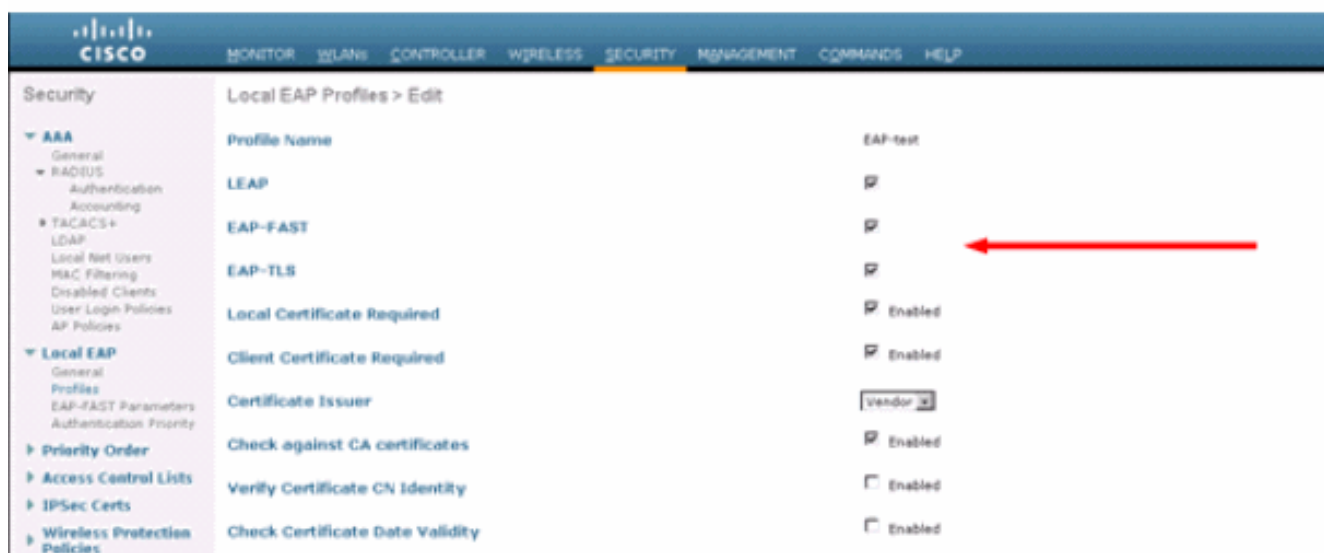 CISCO
MONITOR WLANs CONTROLLER WIRELESS SECURITY MANAGEMENT COMMANDS HELP
Security
AAA
General
RADIUS
Authentication
Accounting
TACACS+
LDAP
Local Net Users
MAC Filtering
Disabled Clients
User Login Policies
AP Policies
Local EAP
General
Profiles
EAP-FAST Parameters
Authentication Priority
Priority Order
Access Control Lists
IPSec Certs
Wireless Protection
Policies
Local EAP Profiles > Edit
Profile Name EAP-test
LEAP
EAP-FAST
EAP-TLS
Local Certificate Required Enabled
Client Certificate Required Enabled
Certificate Issuer Vendor
Check against CA certificates Enabled
Verify Certificate CN Identity Enabled
Check Certificate Date Validity Enabled